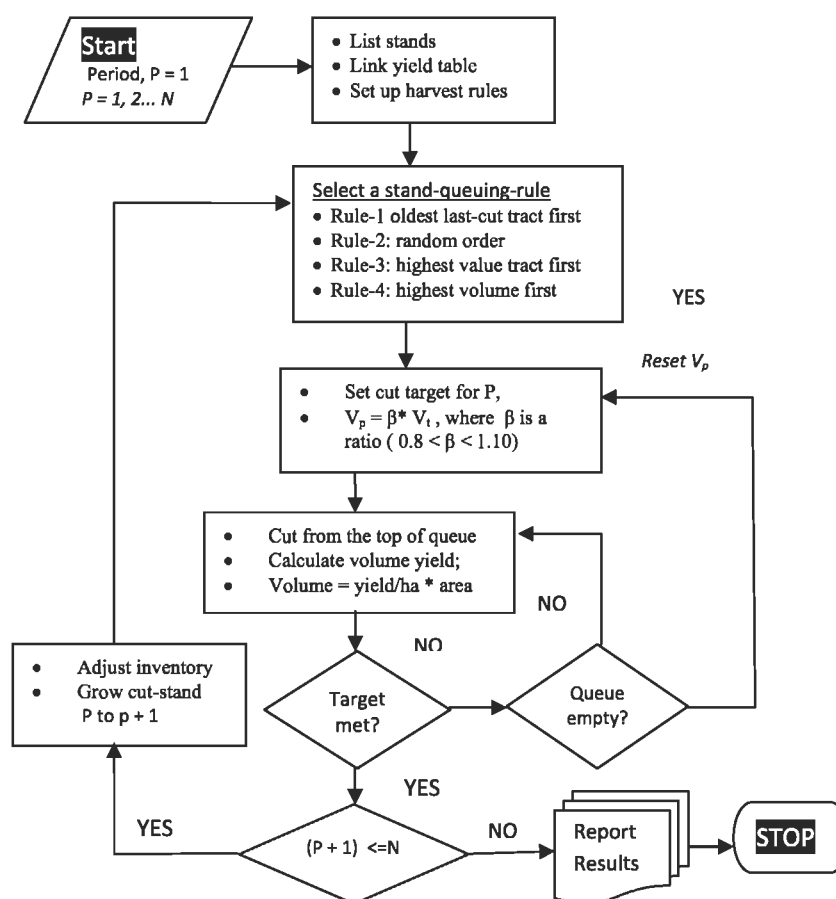 Start
Period, P = 1
P = 1, 2... N
• List stands
• Link yield table
• Set up harvest rules
Select a stand-queuing-rule
• Rule-1 oldest last-cut tract first
• Rule-2: random order
• Rule-3: highest value tract first
• Rule-4: highest volume first
YES
Reset Vₚ
• Set cut target for P,
• Vₚ = β* Vₜ , where β is a
ratio ( 0.8 < β < 1.10)
• Cut from the top of queue
• Calculate volume yield;
• Volume = yield/ha * area
NO
NO
• Adjust inventory
• Grow cut-stand
P to p + 1
Target
met?
Queue
empty?
YES
YES
(P + 1) <=N
NO
Report
Results
STOP